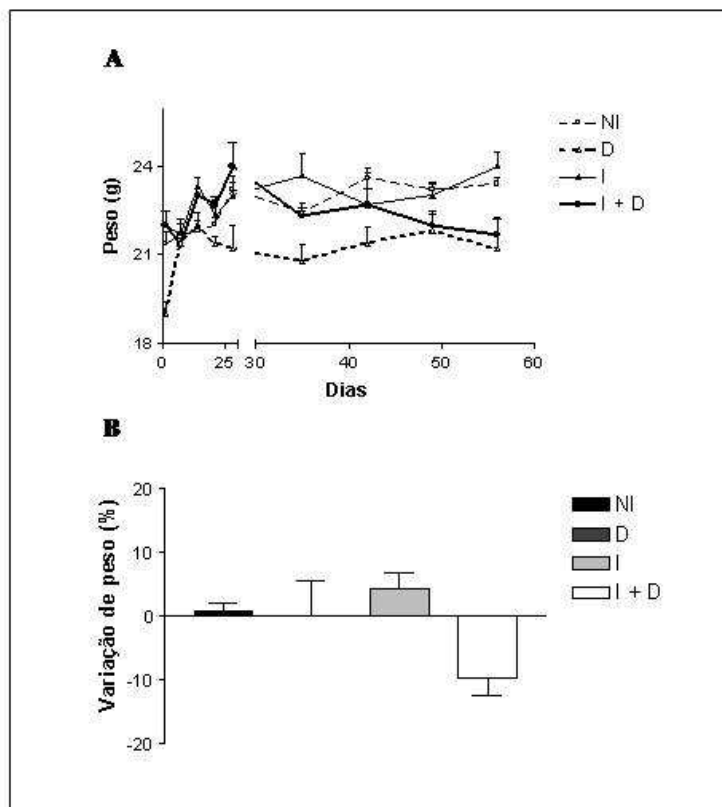 A
Peso (g)
24
21
18
0
25
30
40
50
60
Dias
NI
D
I
I + D
B
Variação de peso (%)
20
10
0
-10
-20
NI
D
I
I + D